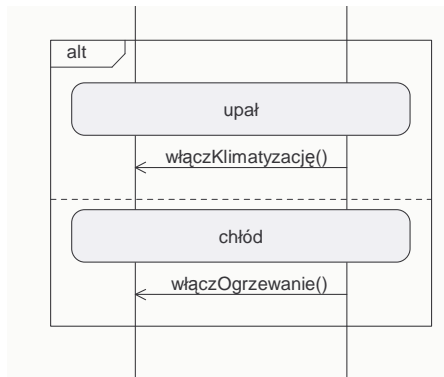 alt
upał
włączKlimatyzację()
chłód
włączOgrzewanie()